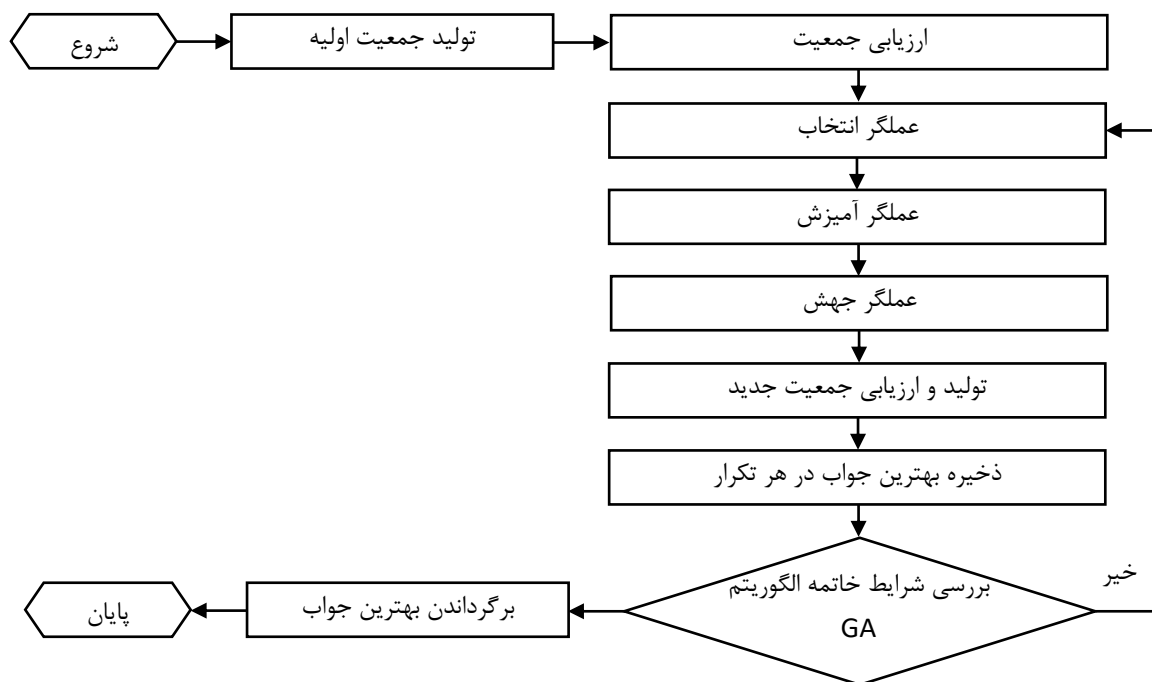 شروع
تولید جمعیت اولیه
ارزیابی جمعیت
عملگر انتخاب
عملگر آمیزش
عملگر جهش
تولید و ارزیابی جمعیت جدید
ذخیره بهترین جواب در هر تکرار
بررسی شرایط خاتمه الگوریتم
GA
خیر
برگرداندن بهترین جواب
پایان